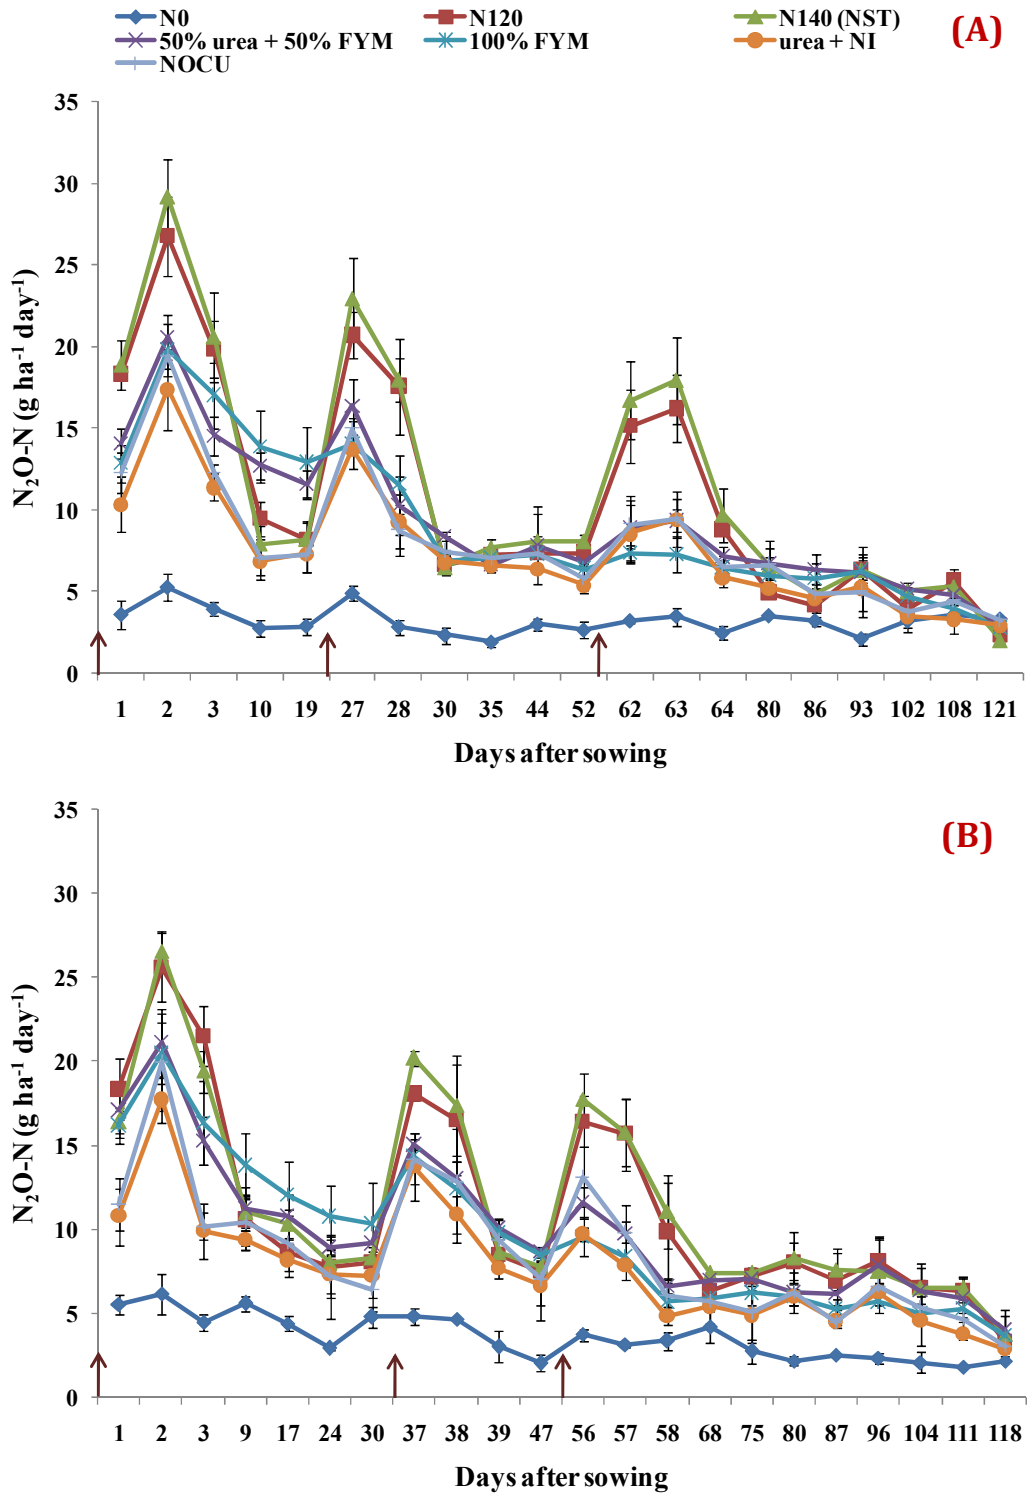 N0 N120 N140 (NST)
50% urea + 50% FYM 100% FYM urea + NI
NOCU
(A)
35
30
25
20
15
10
5
0
N₂O-N (g ha⁻¹ day⁻¹)
1 2 3 10 19 27 28 30 35 44 52 62 63 64 80 86 93 102 108 121
Days after sowing
(B)
35
30
25
20
15
10
5
0
N₂O-N (g ha⁻¹ day⁻¹)
1 2 3 9 17 24 30 37 38 39 47 56 57 58 68 75 80 87 96 104 111 118
Days after sowing